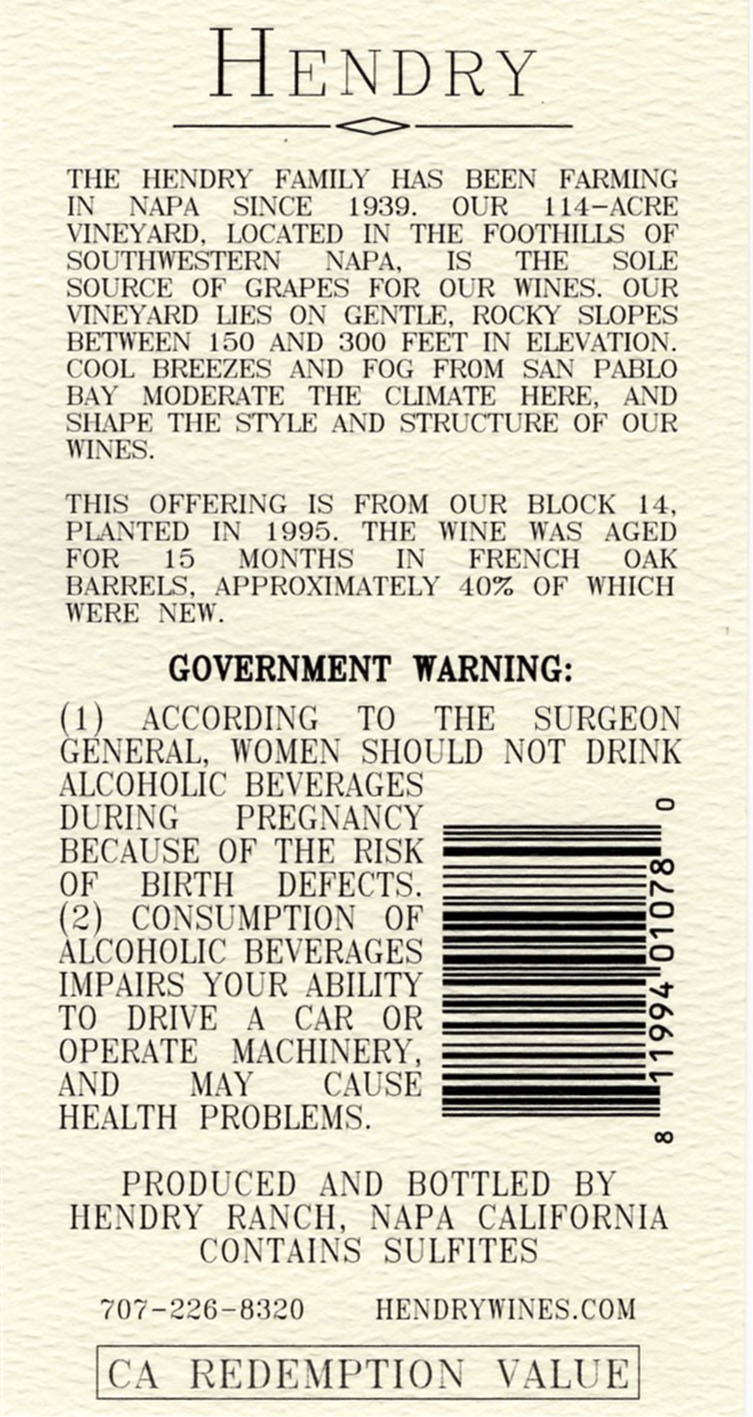 HENDRY
THE HENDRY FAMILY HAS BEEN FARMING
IN NAPA SINCE 1939. OUR 114-ACRE
VINEYARD, LOCATED IN THE FOOTHILLS OF
SOUTHWESTERN NAPA, IS THE SOLE
SOURCE OF GRAPES FOR OUR WINES. OUR
VINEYARD LIES ON GENTLE, ROCKY SLOPES
BETWEEN 150 AND 300 FEET IN ELEVATION.
COOL BREEZES AND FOG FROM SAN PABLO
BAY MODERATE THE CLIMATE HERE, AND
SHAPE THE STYLE AND STRUCTURE OF OUR
WINES.
THIS OFFERING IS FROM OUR BLOCK 14,
PLANTED IN 1995. THE WINE WAS AGED
FOR 15 MONTHS IN FRENCH OAK
BARRELS, APPROXIMATELY 40% OF WHICH
WERE NEW.
GOVERNMENT WARNING:
(1) ACCORDING TO THE SURGEON
GENERAL, WOMEN SHOULD NOT DRINK
ALCOHOLIC BEVERAGES
DURING PREGNANCY
BECAUSE OF THE RISK
OF BIRTH DEFECTS.
(2) CONSUMPTION OF
ALCOHOLIC BEVERAGES
IMPAIRS YOUR ABILITY
TO DRIVE A CAR OR
OPERATE MACHINERY,
AND MAY CAUSE
HEALTH PROBLEMS.
8 11994 01078 0
PRODUCED AND BOTTLED BY
HENDRY RANCH, NAPA CALIFORNIA
CONTAINS SULFITES
707-226-8320 HENDRYWINES.COM
CA REDEMPTION VALUE